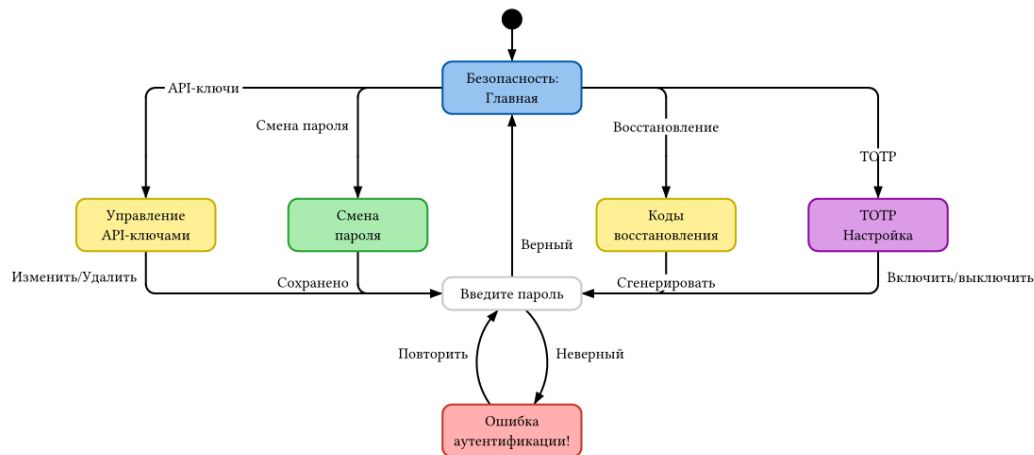 Безопасность:
Главная
API-ключи
Смена пароля
Восстановление
TOTP
Управление
API-ключами
Смена
пароля
Коды
восстановления
TOTP
Настройка
Верный
Изменить/Удалить
Сохранено
Сгенерировать
Включить/выключить
Введите пароль
Повторить
Неверный
Ошибка
аутентификации!